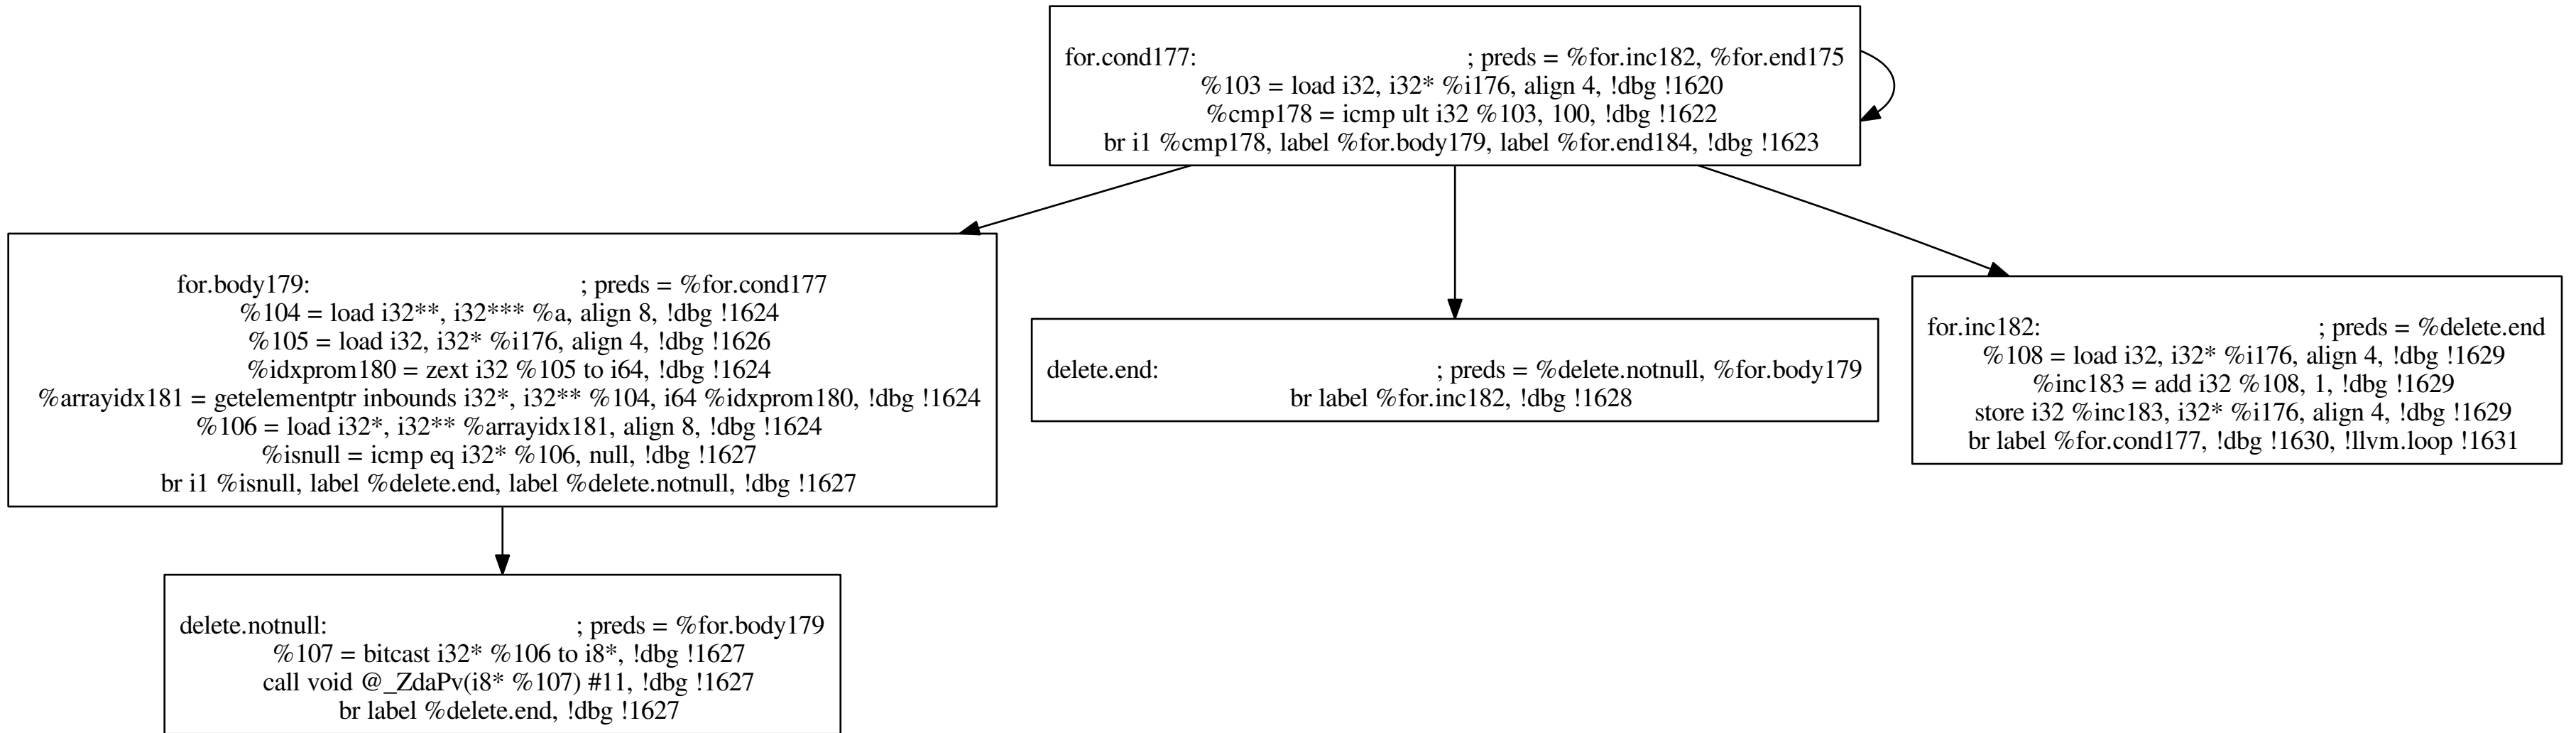 for.cond177: ; preds = %for.inc182, %for.end175
%103 = load i32, i32* %i176, align 4, !dbg !1620
%cmp178 = icmp ult i32 %103, 100, !dbg !1622
br i1 %cmp178, label %for.body179, label %for.end184, !dbg !1623
for.body179: ; preds = %for.cond177
%104 = load i32**, i32*** %a, align 8, !dbg !1624
%105 = load i32, i32* %i176, align 4, !dbg !1626
%idxprom180 = zext i32 %105 to i64, !dbg !1624
%arrayidx181 = getelementptr inbounds i32*, i32** %104, i64 %idxprom180, !dbg !1624
%106 = load i32*, i32** %arrayidx181, align 8, !dbg !1624
%isnull = icmp eq i32* %106, null, !dbg !1627
br i1 %isnull, label %delete.end, label %delete.notnull, !dbg !1627
delete.end: ; preds = %delete.notnull, %for.body179
br label %for.inc182, !dbg !1628
for.inc182: ; preds = %delete.end
%108 = load i32, i32* %i176, align 4, !dbg !1629
%inc183 = add i32 %108, 1, !dbg !1629
store i32 %inc183, i32* %i176, align 4, !dbg !1629
br label %for.cond177, !dbg !1630, !llvm.loop !1631
delete.notnull: ; preds = %for.body179
%107 = bitcast i32* %106 to i8*, !dbg !1627
call void @_ZdaPv(i8* %107) #11, !dbg !1627
br label %delete.end, !dbg !1627